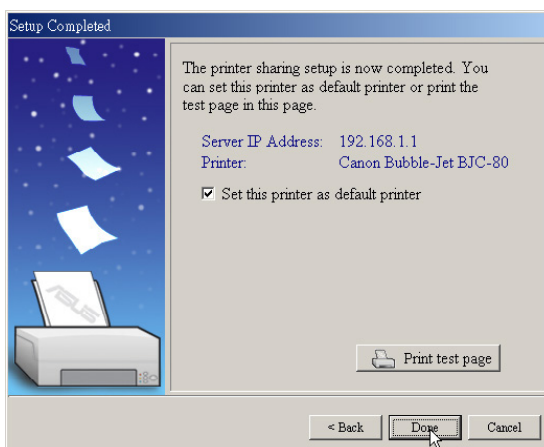 Setup Completed
The printer sharing setup is now completed. You
can set this printer as default printer or print the
test page in this page.
Server IP Address: 192.168.1.1
Printer: Canon Bubble-Jet BJC-80
Set this printer as default printer
ASUS
Print test page
< Back Done Cancel